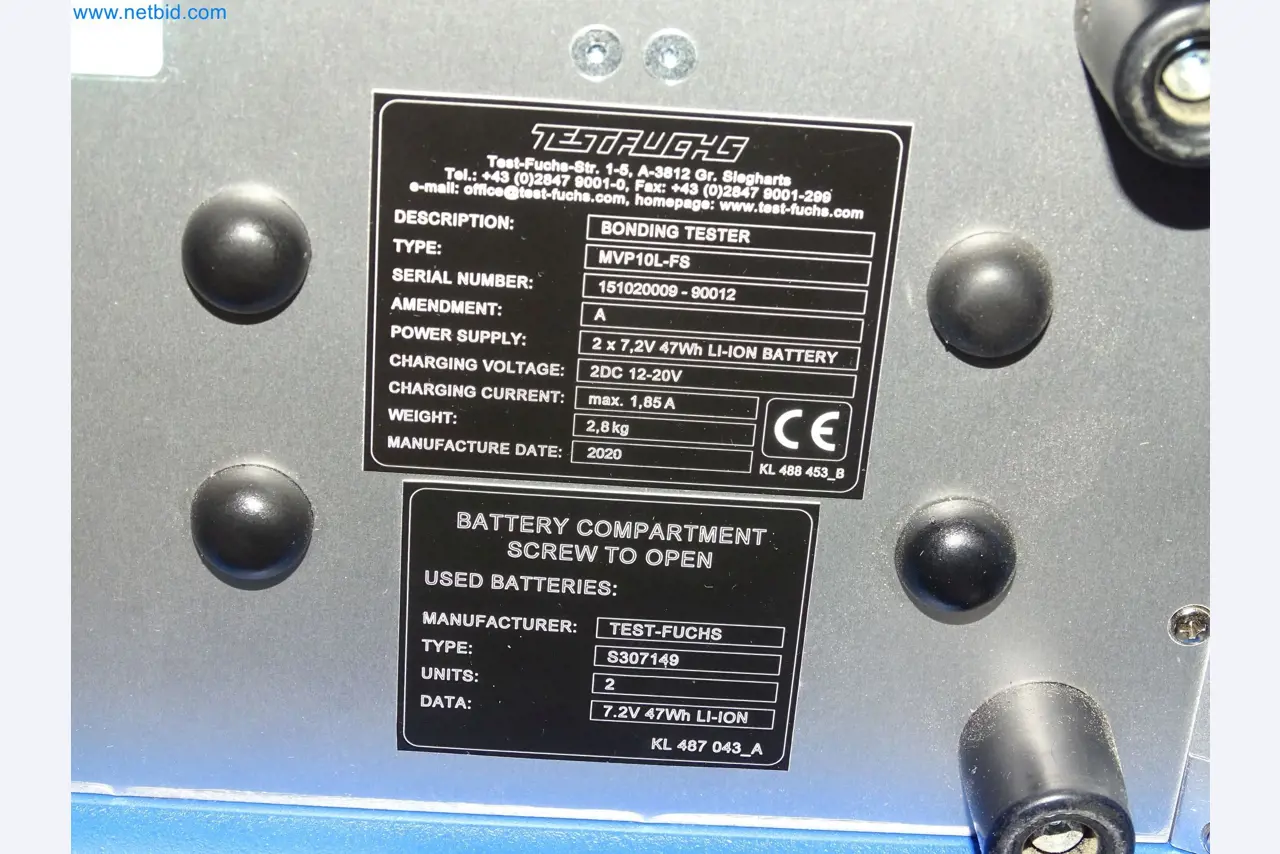 www.netbid.com
TESTFUCHS
Test-Fuchs-Str. 1-5, A-3812 Gr. Siegharts
Tel.: +43 (0)2847 9001-0, Fax: +43 (0)2847 9001-299
e-mail: office@test-fuchs.com, homepage: www.test-fuchs.com
DESCRIPTION: BONDING TESTER
TYPE: MVP10L-FS
SERIAL NUMBER: 151020009 - 90012
AMENDMENT: A
POWER SUPPLY: 2 x 7,2V 47Wh LI-ION BATTERY
CHARGING VOLTAGE: 2DC 12-20V
CHARGING CURRENT: max. 1,85 A
WEIGHT: 2,8kg
MANUFACTURE DATE: 2020
CE
KL 488 453_B
BATTERY COMPARTMENT
SCREW TO OPEN
USED BATTERIES:
MANUFACTURER: TEST-FUCHS
TYPE: S307149
UNITS: 2
DATA: 7.2V 47Wh LI-ION
KL 487 043_A